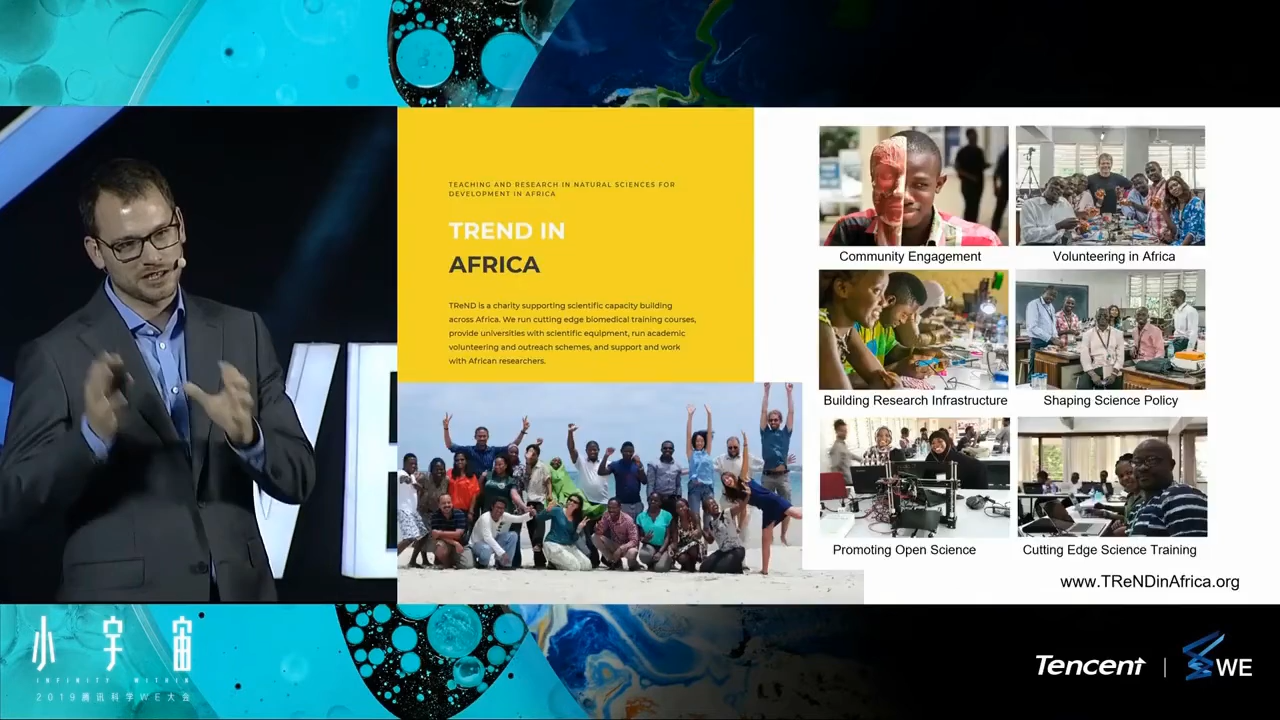 TEACHING AND RESEARCH IN NATURAL SCIENCES FOR
DEVELOPMENT IN AFRICA
TREND IN
AFRICA
TReND is a charity supporting scientific capacity building
across Africa. We run cutting edge biomedical training courses,
provide universities with scientific equipment, run academic
volunteering and outreach schemes, and support and work
with African researchers.
Community Engagement
Volunteering in Africa
Building Research Infrastructure
Shaping Science Policy
Promoting Open Science
Cutting Edge Science Training
www.TReNDinAfrica.org
WE
小宇宙
INFINITY WITHIN
2019腾讯科学WE大会
Tencent | WE